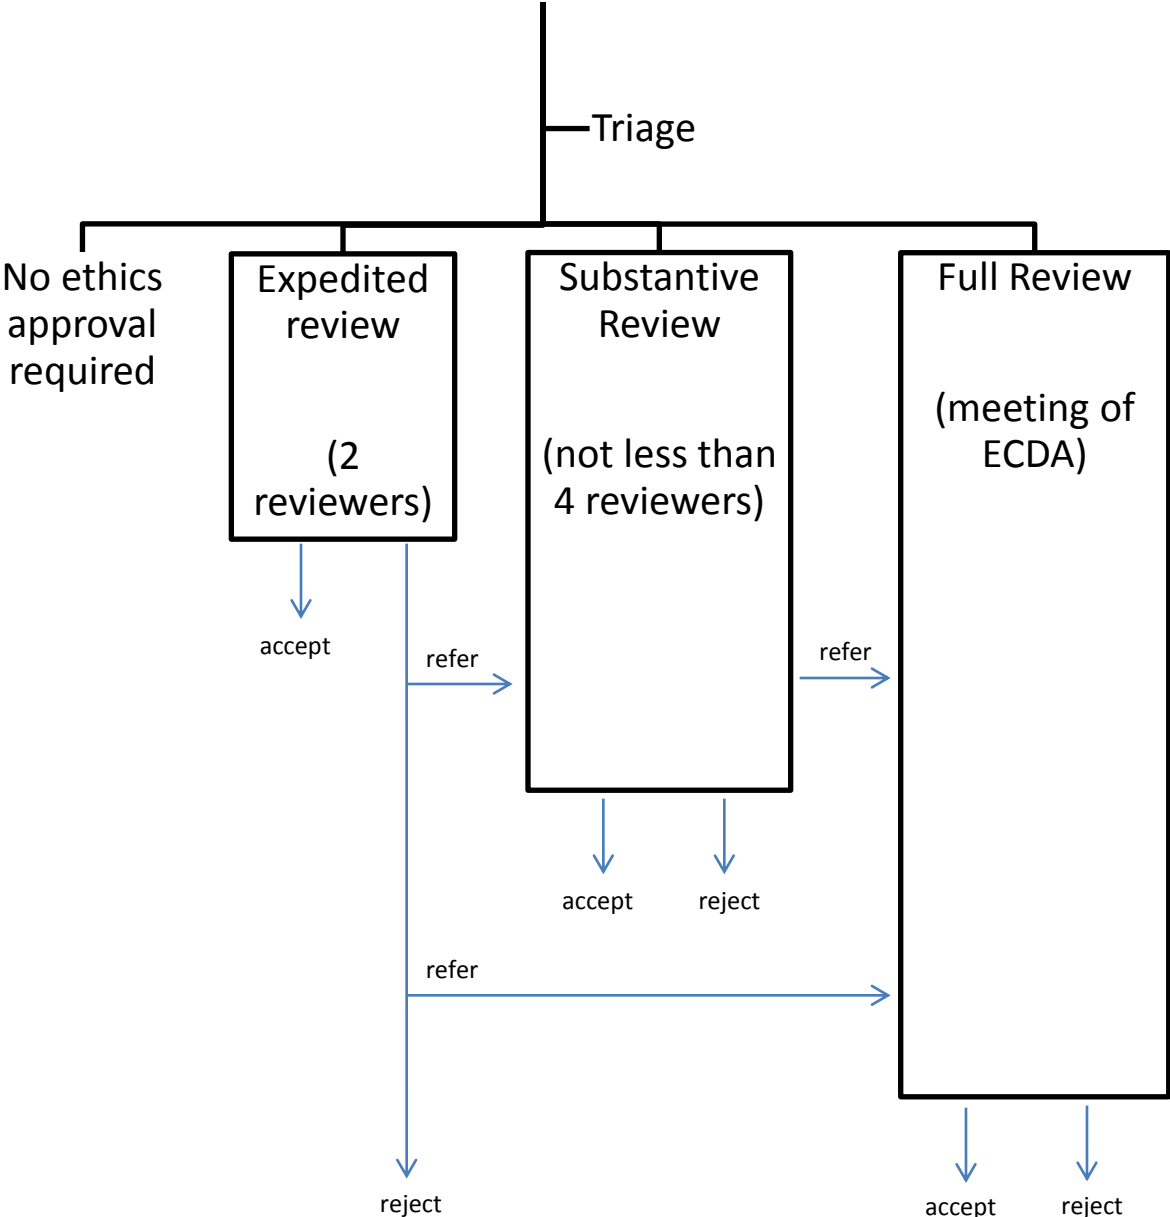 Triage
No ethics
approval
required
Expedited
review
(2
reviewers)
Substantive
Review
(not less than
4 reviewers)
Full Review
(meeting of
ECDA)
accept
refer
refer
accept
reject
refer
reject
accept
reject